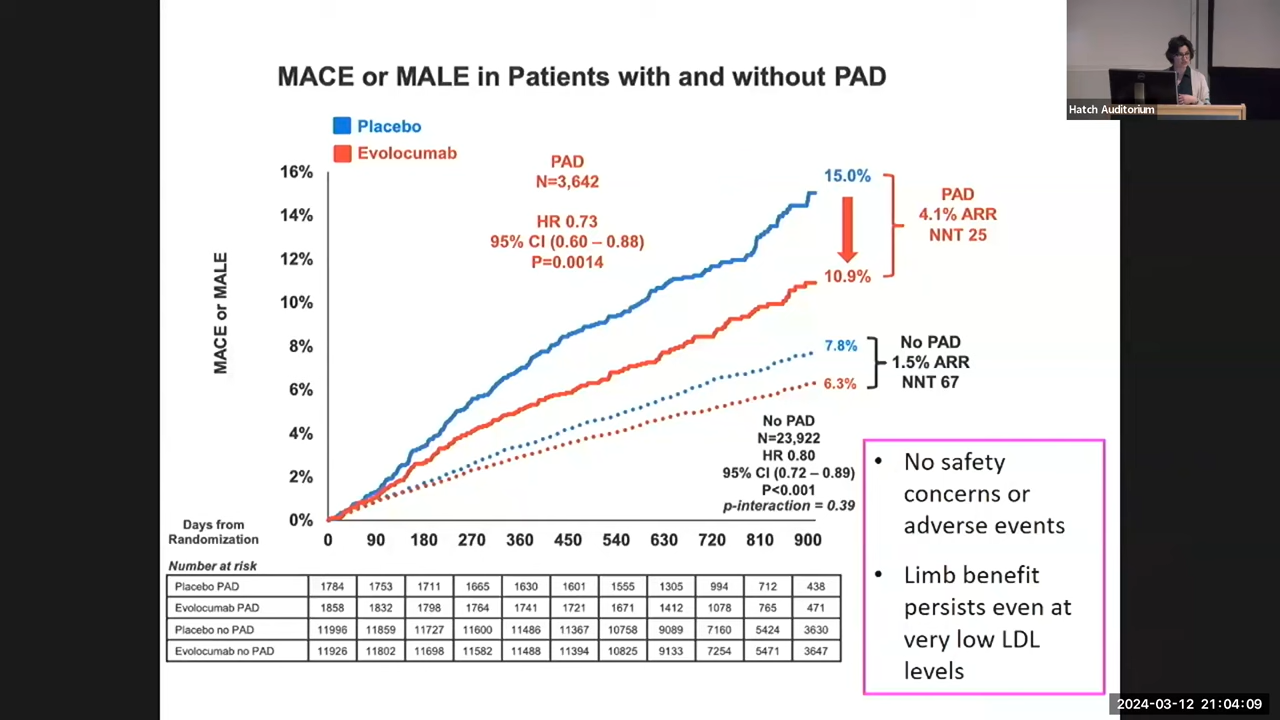 MACE or MALE in Patients with and without PAD
Hatch Auditorium
Placebo
Evolocumab
PAD
N=3,642
HR 0.73
95% CI (0.60 – 0.88)
P=0.0014
16%
14%
12%
10%
8%
6%
4%
2%
0%
MACE or MALE
15.0%
10.9%
PAD
4.1% ARR
NNT 25
7.8%
6.3%
No PAD
1.5% ARR
NNT 67
No PAD
N=23,922
HR 0.80
95% CI (0.72 – 0.89)
P<0.001
p-interaction = 0.39
Days from
Randomization
0 90 180 270 360 450 540 630 720 810 900
Number at risk
Placebo PAD 1784 1753 1711 1665 1630 1601 1555 1305 994 712 438
Evolocumab PAD 1858 1832 1798 1764 1741 1721 1671 1412 1078 765 471
Placebo no PAD 11996 11859 11727 11600 11486 11367 10758 9089 7160 5424 3630
Evolocumab no PAD 11926 11802 11698 11582 11488 11394 10825 9133 7254 5471 3647
• No safety
concerns or
adverse events
• Limb benefit
persists even at
very low LDL
levels
2024-03-12 21:04:09